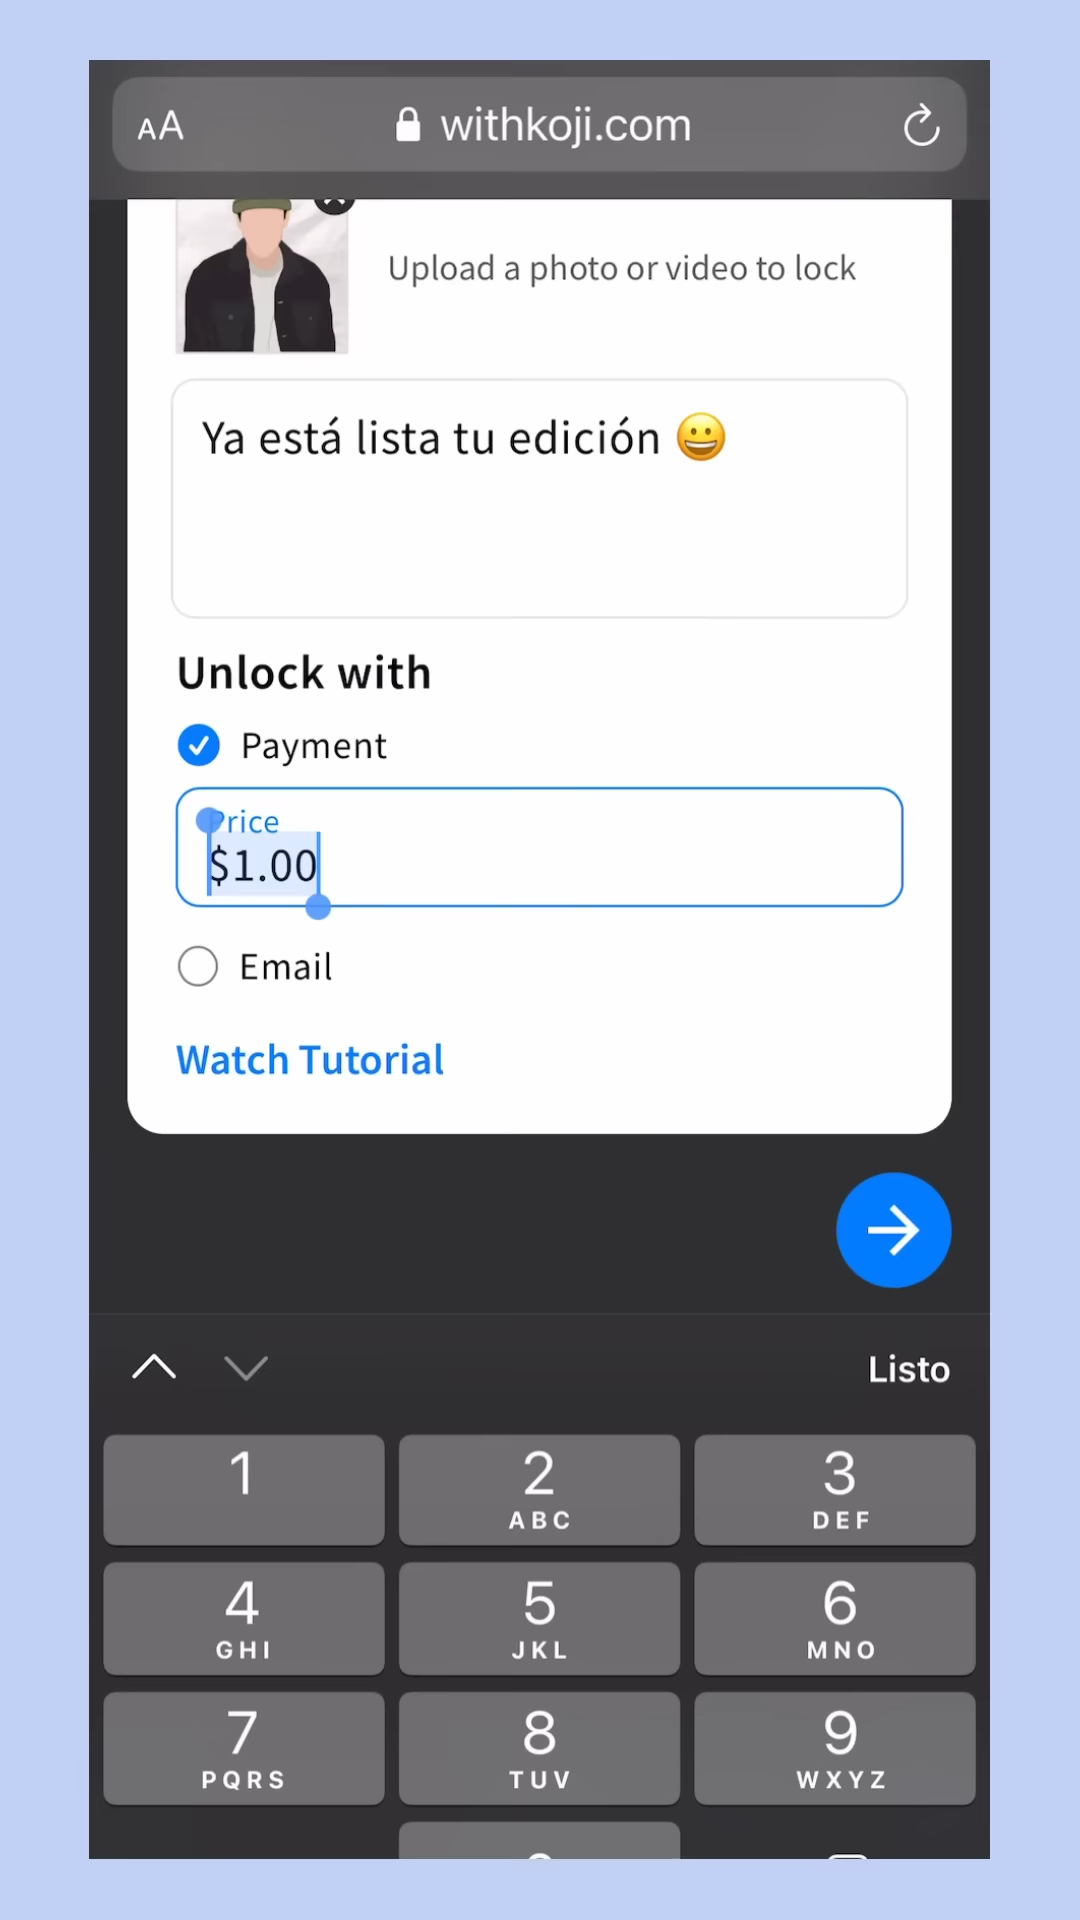 AA withkoji.com
Upload a photo or video to lock
Ya está lista tu edición 😀
Unlock with
Payment
Price
$1.00
Email
Watch Tutorial
Listo
1 2 3
ABC DEF
4 5 6
GHI JKL MNO
7 8 9
PQRS TUV WXYZ